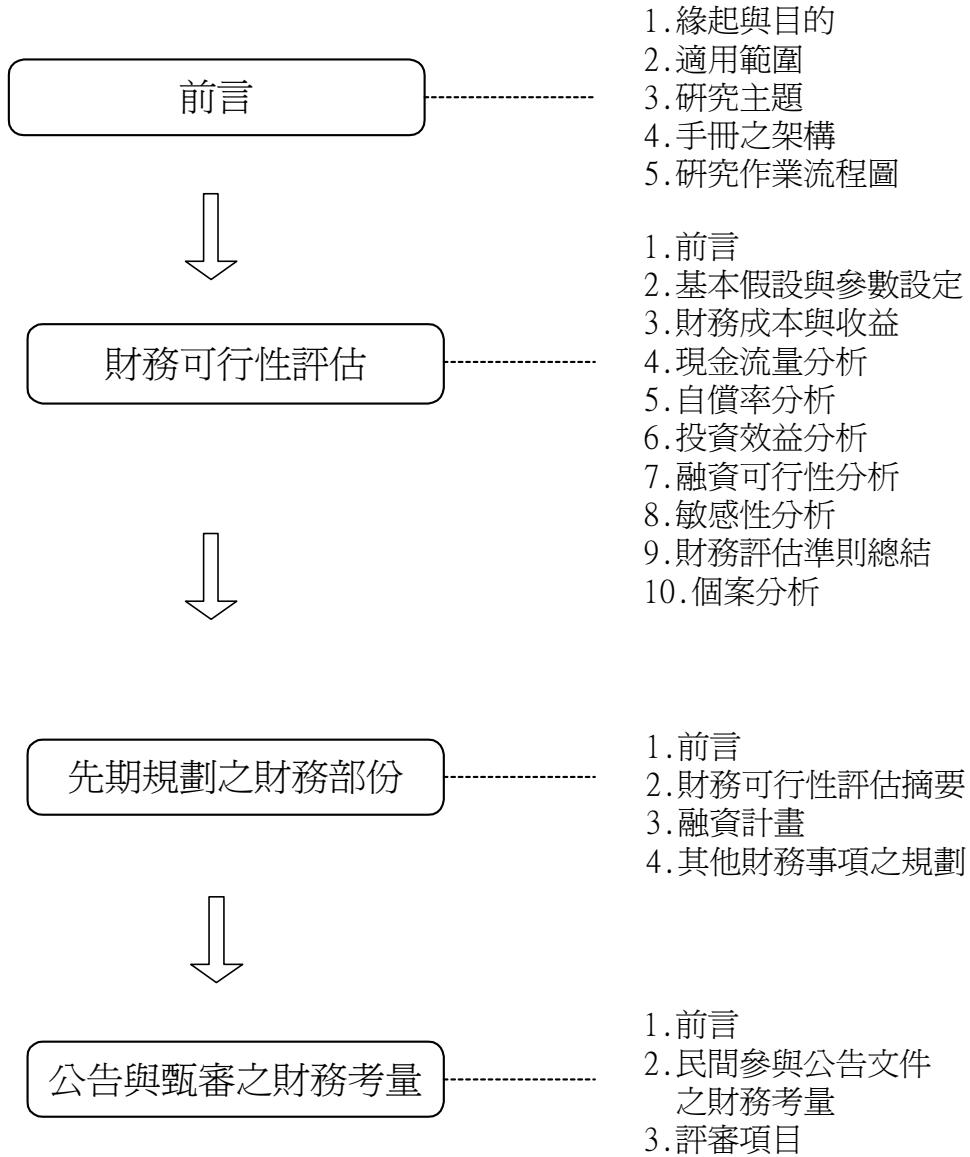 前言
1.緣起與目的
2.適用範圍
3.研究主題
4.手冊之架構
5.研究作業流程圖
財務可行性評估
1.前言
2.基本假設與參數設定
3.財務成本與收益
4.現金流量分析
5.自償率分析
6.投資效益分析
7.融資可行性分析
8.敏感性分析
9.財務評估準則總結
10.個案分析
先期規劃之財務部份
1.前言
2.財務可行性評估摘要
3.融資計畫
4.其他財務事項之規劃
公告與甄審之財務考量
1.前言
2.民間參與公告文件
之財務考量
3.評審項目